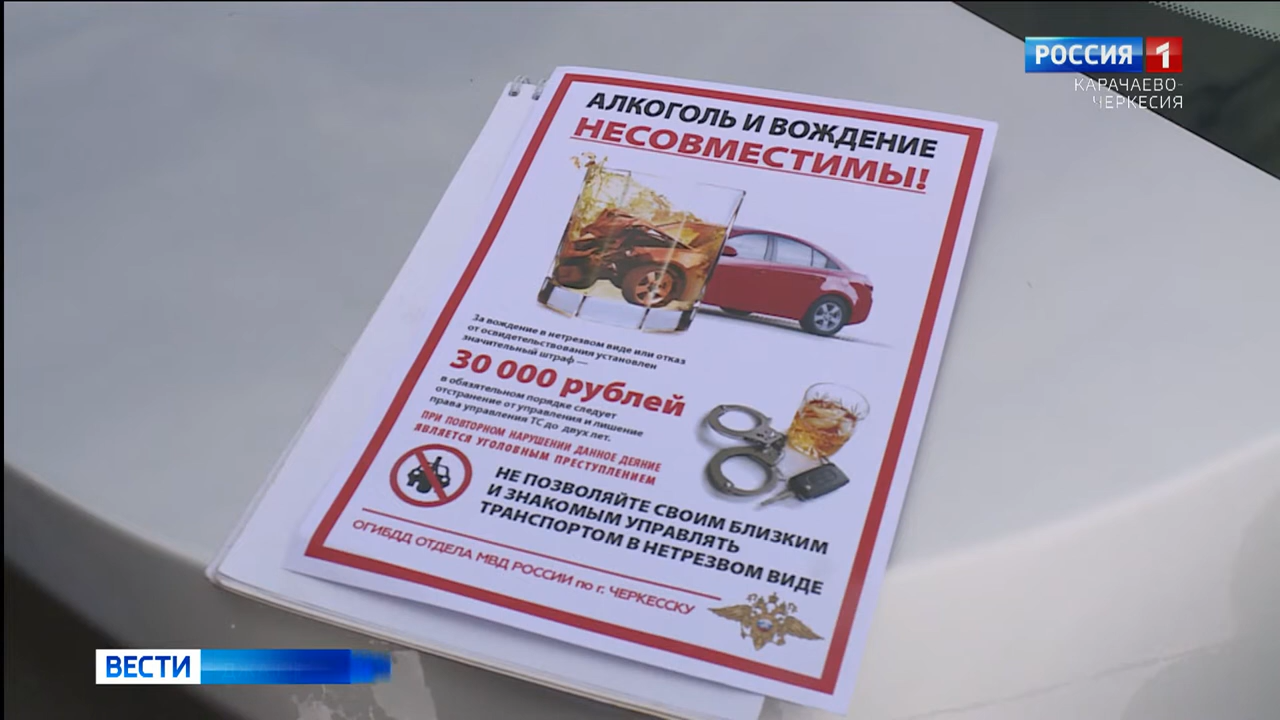 РОССИЯ 1
КАРАЧАЕВО-
ЧЕРКЕСИЯ
АЛКОГОЛЬ И ВОЖДЕНИЕ
НЕСОВМЕСТИМЫ!
За вождение в нетрезвом виде или отказ
от освидетельствования установлен
значительный штраф —
30 000 рублей
в обязательном порядке следует
отстранение от управления и лишение
права управления ТС до двух лет.
ПРИ ПОВТОРНОМ НАРУШЕНИИ ДАННОЕ ДЕЯНИЕ
ЯВЛЯЕТСЯ УГОЛОВНЫМ ПРЕСТУПЛЕНИЕМ
НЕ ПОЗВОЛЯЙТЕ СВОИМ БЛИЗКИМ
И ЗНАКОМЫМ УПРАВЛЯТЬ
ТРАНСПОРТОМ В НЕТРЕЗВОМ ВИДЕ
ОГИБДД ОТДЕЛА МВД РОССИИ по г. ЧЕРКЕССКУ
ВЕСТИ